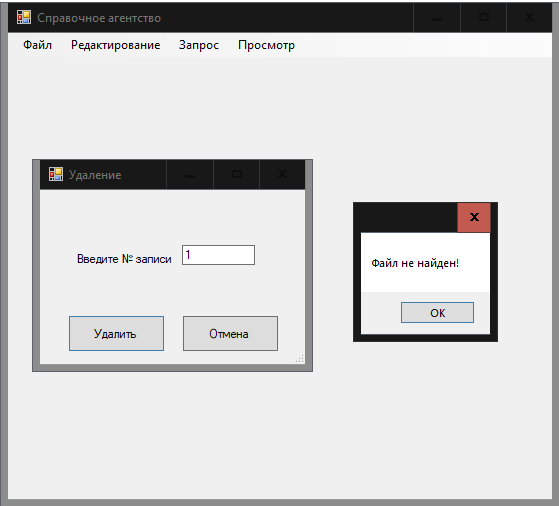 Справочное агентство
Файл Редактирование Запрос Просмотр
Удаление
Введите № записи 1
Удалить Отмена
Файл не найден!
OK